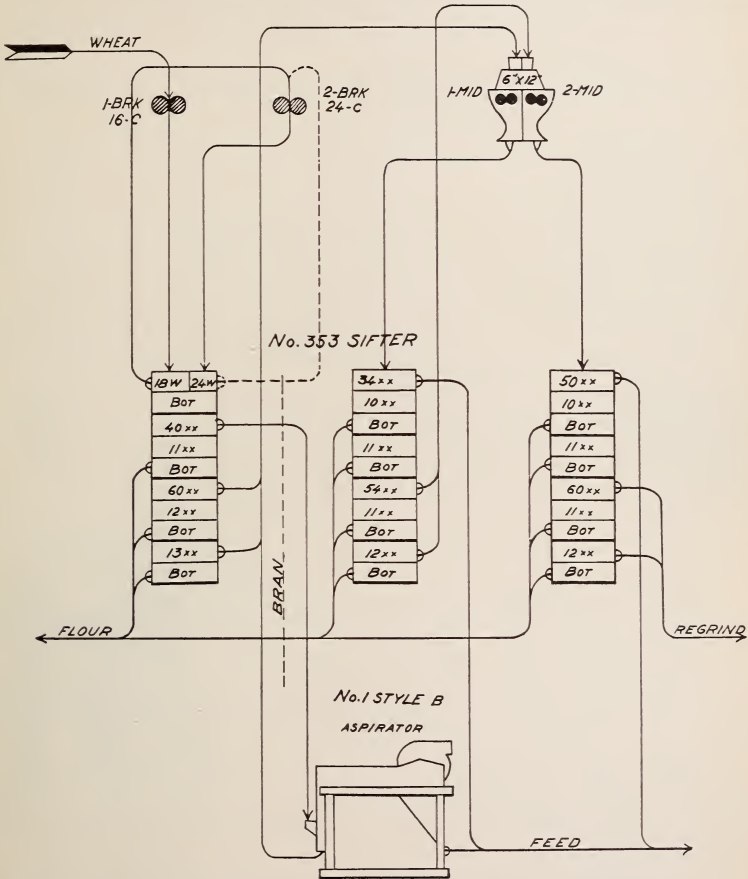 WHEAT
1-BRK
16-C
2-BRK
24-C
6"X12"
1-MID
2-MID
No. 353 SIFTER
18W 24W
BOT
40xx
11xx
BOT
60xx
12xx
BOT
13xx
BOT
34xx
10xx
BOT
11xx
BOT
54xx
11xx
BOT
12xx
BOT
50xx
10xx
BOT
11xx
BOT
60xx
11xx
BOT
12xx
BOT
BRAN
FLOUR
REGRIND
No.1 STYLE B
ASPIRATOR
FEED